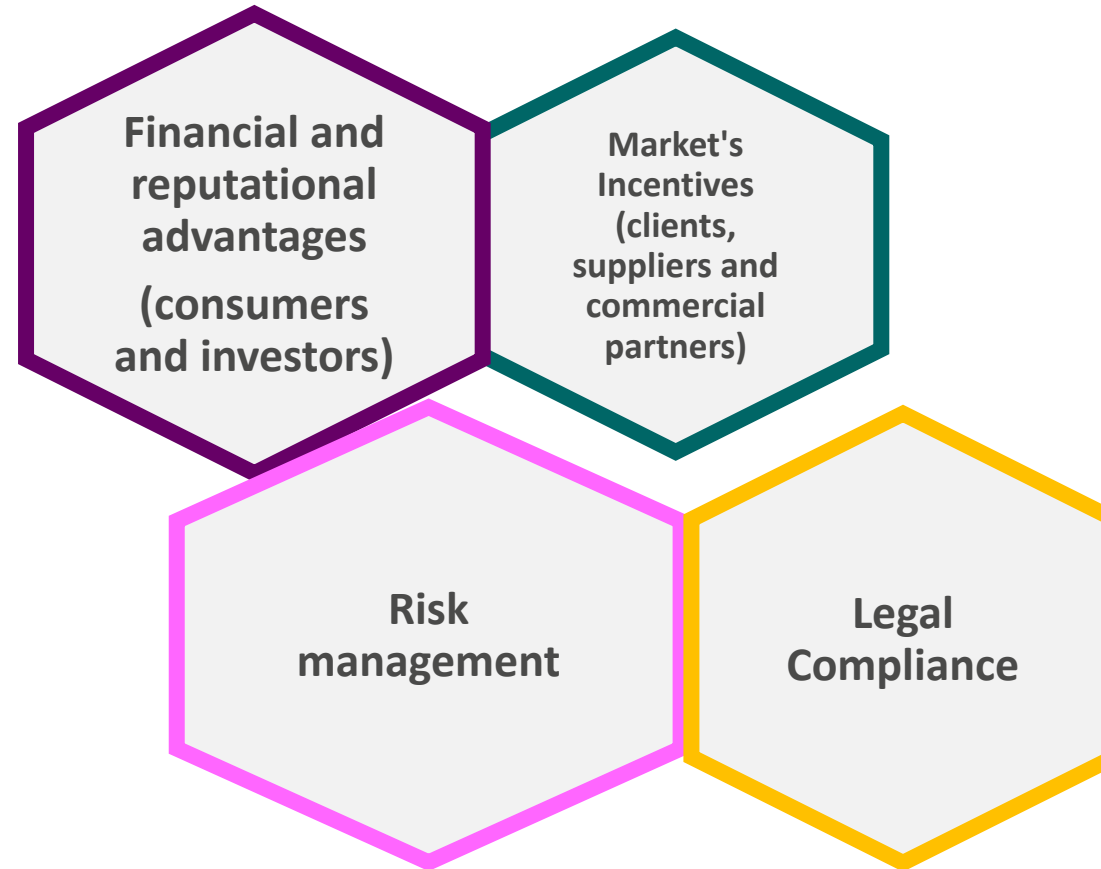 Financial and
reputational
advantages
(consumers
and investors)
Market's
Incentives
(clients,
suppliers and
commercial
partners)
Risk
management
Legal
Compliance